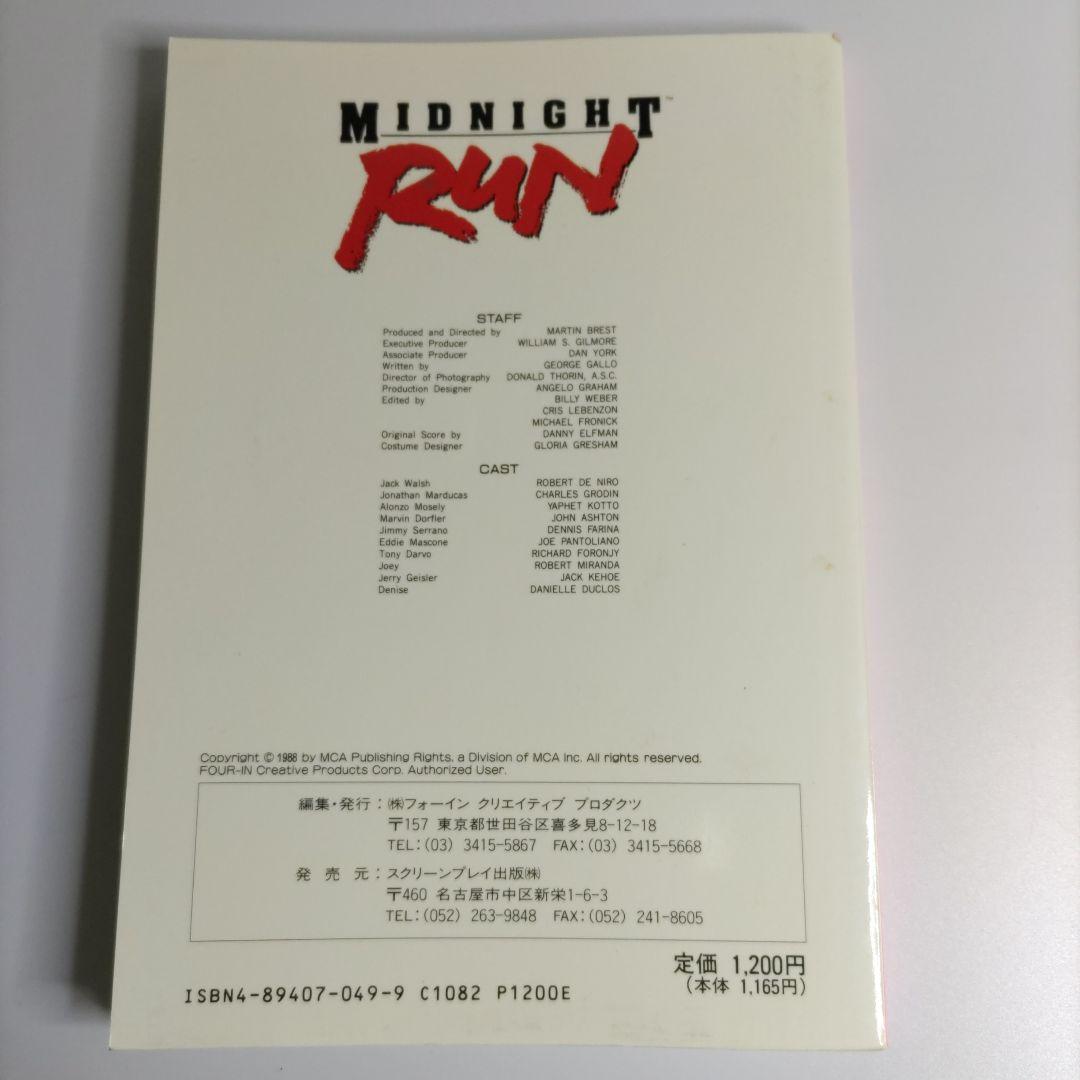 MIDNIGHT™
RUN
STAFF
Produced and Directed by MARTIN BREST
Executive Producer WILLIAM S. GILMORE
Associate Producer DAN YORK
Written by GEORGE GALLO
Director of Photography DONALD THORIN, A.S.C.
Production Designer ANGELO GRAHAM
Edited by BILLY WEBER
CRIS LEBENZON
MICHAEL FRONICK
Original Score by DANNY ELFMAN
Costume Designer GLORIA GRESHAM
CAST
Jack Walsh ROBERT DE NIRO
Jonathan Marducas CHARLES GRODIN
Alonzo Mosely YAPHET KOTTO
Marvin Dorfler JOHN ASHTON
Jimmy Serrano DENNIS FARINA
Eddie Mascone JOE PANTOLIANO
Tony Darvo RICHARD FORONJY
Joey ROBERT MIRANDA
Jerry Geisler JACK KEHOE
Denise DANIELLE DUCLOS
Copyright © 1988 by MCA Publishing Rights. a Division of MCA Inc. All rights reserved.
FOUR-IN Creative Products Corp. Authorized User.
編集・発行：㈱フォーイン クリエイティブ プロダクツ
〒157 東京都世田谷区喜多見8-12-18
TEL：(03) 3415-5867 FAX：(03) 3415-5668
発 売 元：スクリーンプレイ出版㈱
〒460 名古屋市中区新栄1-6-3
TEL：(052) 263-9848 FAX：(052) 241-8605
定価 1,200円
(本体 1,165円)
ISBN4-89407-049-9 C1082 P1200E